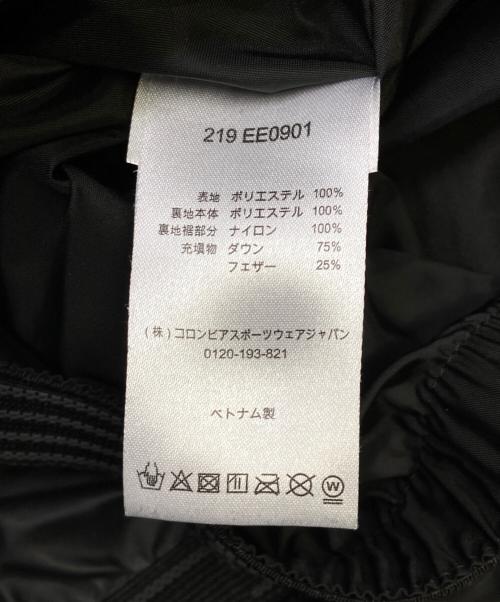 219 EE0901
表地 ポリエステル 100%
裏地本体 ポリエステル 100%
裏地裾部分 ナイロン 100%
充填物 ダウン 75%
フェザー 25%
(株)コロンビアスポーツウェアジャパン
0120-193-821
ベトナム製
W